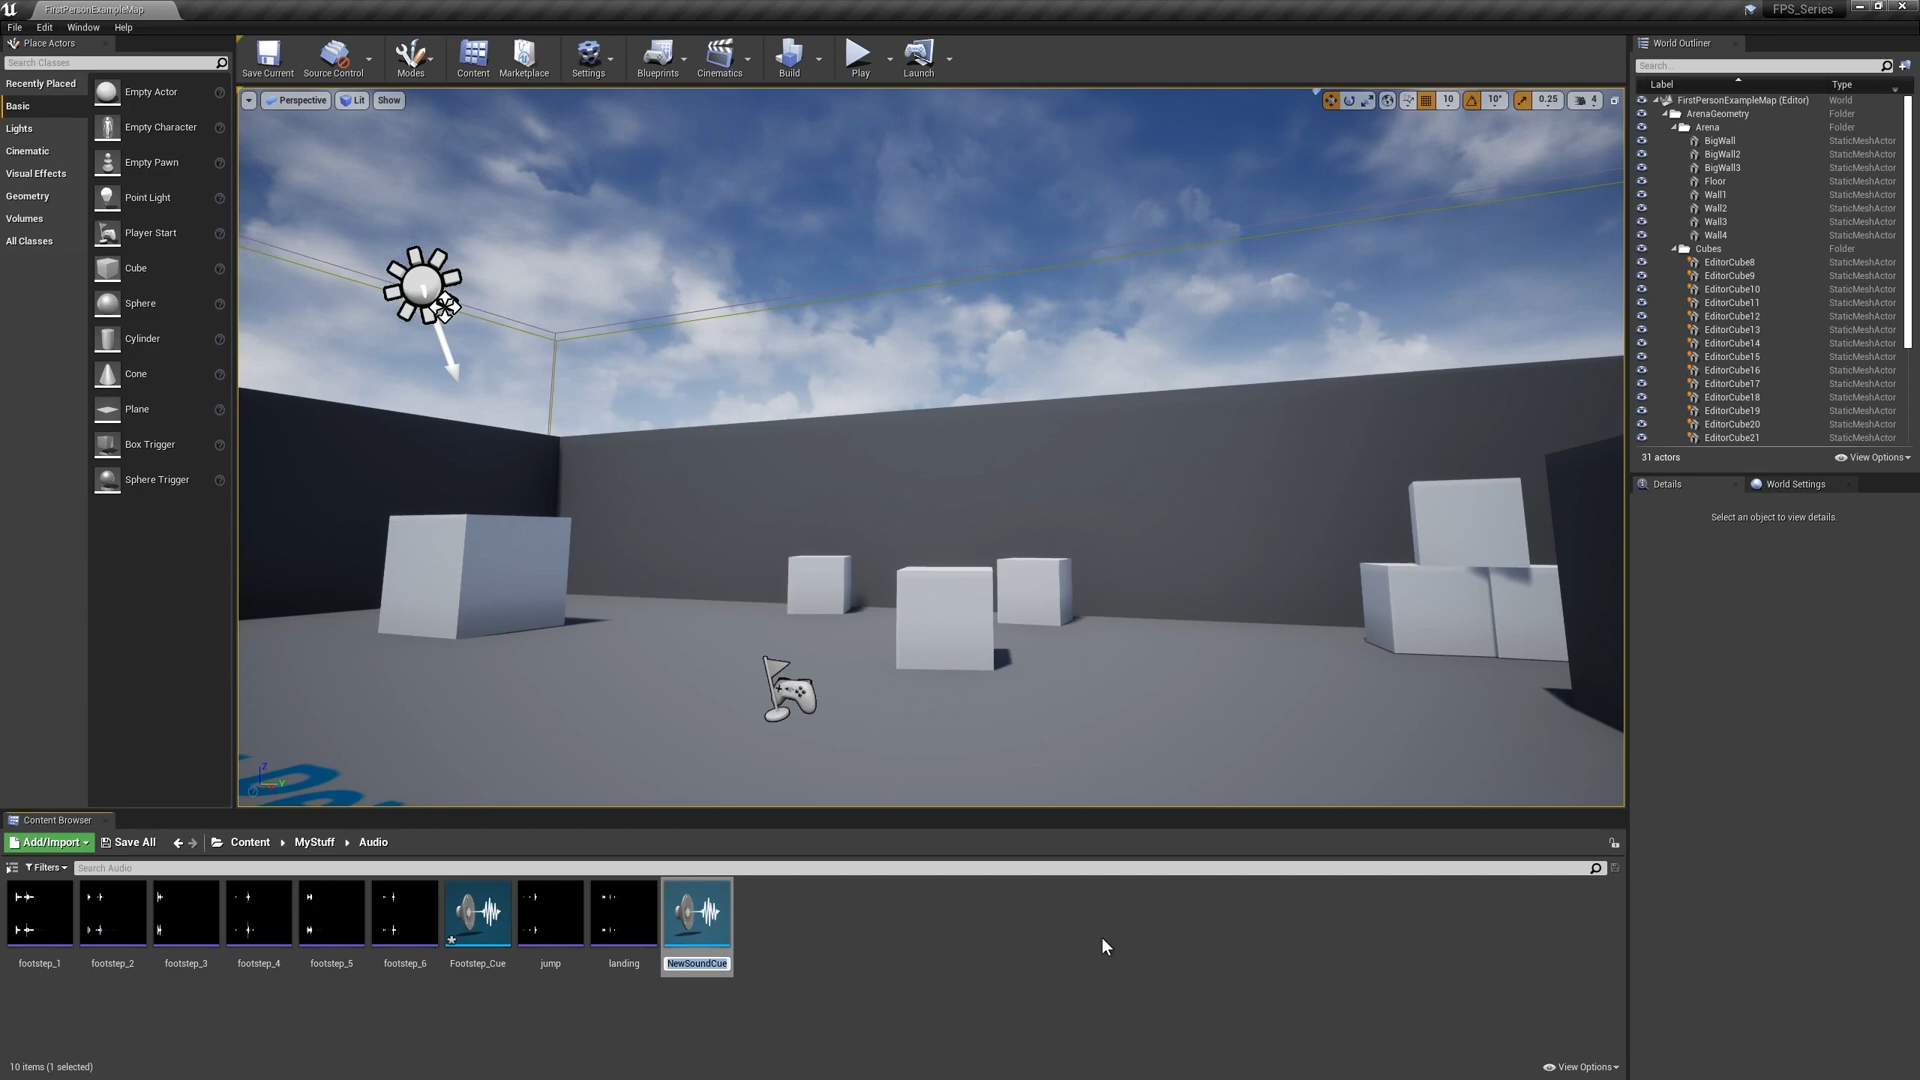 FirstPersonExampleMap
FPS_Series
File Edit Window Help
Place Actors
Search Classes
Recently Placed
Basic
Lights
Cinematic
Visual Effects
Geometry
Volumes
All Classes
Empty Actor
Empty Character
Empty Pawn
Point Light
Player Start
Cube
Sphere
Cylinder
Cone
Plane
Box Trigger
Sphere Trigger
Save Current
Source Control
Modes
Content
Marketplace
Settings
Blueprints
Cinematics
Build
Play
Launch
Perspective Lit Show
10 10° 0.25 4
Z
Y
World Outliner
Search...
Label Type
FirstPersonExampleMap (Editor) World
ArenaGeometry Folder
Arena Folder
BigWall StaticMeshActor
BigWall2 StaticMeshActor
BigWall3 StaticMeshActor
Floor StaticMeshActor
Wall1 StaticMeshActor
Wall2 StaticMeshActor
Wall3 StaticMeshActor
Wall4 StaticMeshActor
Cubes Folder
EditorCube8 StaticMeshActor
EditorCube9 StaticMeshActor
EditorCube10 StaticMeshActor
EditorCube11 StaticMeshActor
EditorCube12 StaticMeshActor
EditorCube13 StaticMeshActor
EditorCube14 StaticMeshActor
EditorCube15 StaticMeshActor
EditorCube16 StaticMeshActor
EditorCube17 StaticMeshActor
EditorCube18 StaticMeshActor
EditorCube19 StaticMeshActor
EditorCube20 StaticMeshActor
EditorCube21 StaticMeshActor
31 actors View Options
Details World Settings
Select an object to view details.
Content Browser
Add/Import Save All Content MyStuff Audio
Filters Search Audio
footstep_1 footstep_2 footstep_3 footstep_4 footstep_5 footstep_6 Footstep_Cue jump landing NewSoundCue
10 items (1 selected) View Options